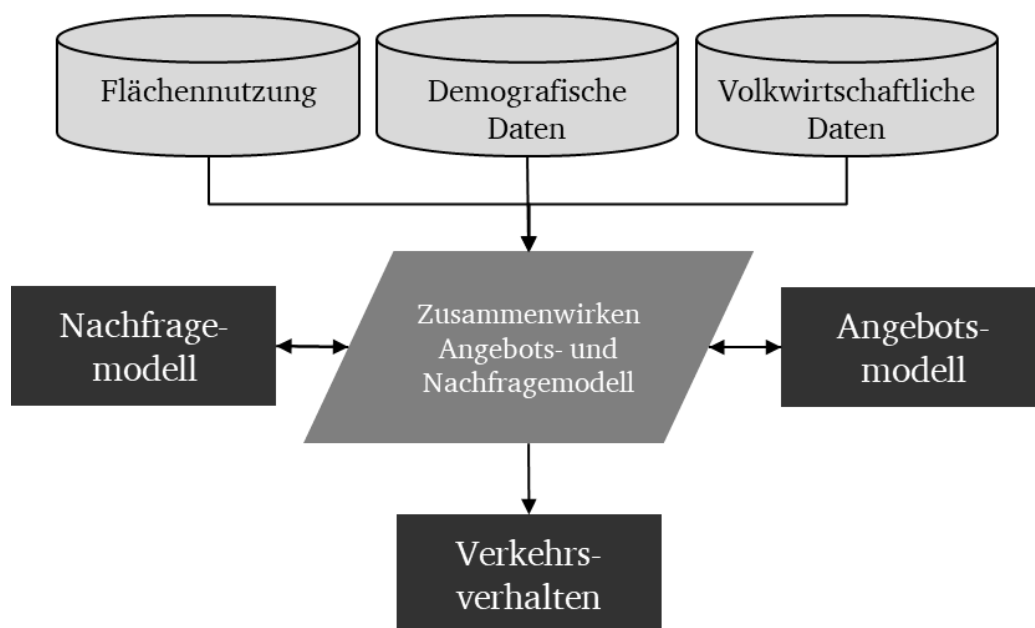 Flächennutzung
Demografische
Daten
Volkwirtschaftliche
Daten
Nachfrage-
modell
Zusammenwirken
Angebots- und
Nachfragemodell
Angebots-
modell
Verkehrs-
verhalten